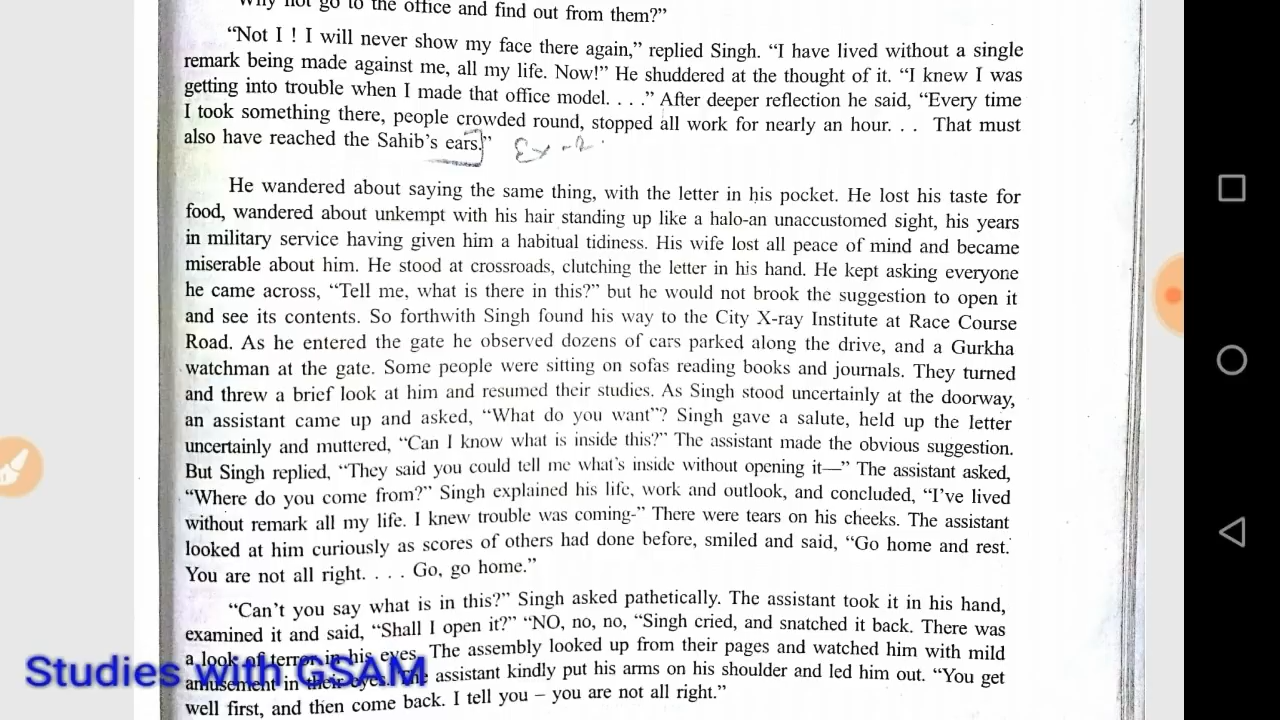 Why not go to the office and find out from them?”
“Not I ! I will never show my face there again,” replied Singh. “I have lived without a single
remark being made against me, all my life. Now!” He shuddered at the thought of it. “I knew I was
getting into trouble when I made that office model. . . .” After deeper reflection he said, “Every time
I took something there, people crowded round, stopped all work for nearly an hour. . . That must
also have reached the Sahib’s ears.”
He wandered about saying the same thing, with the letter in his pocket. He lost his taste for
food, wandered about unkempt with his hair standing up like a halo-an unaccustomed sight, his years
in military service having given him a habitual tidiness. His wife lost all peace of mind and became
miserable about him. He stood at crossroads, clutching the letter in his hand. He kept asking everyone
he came across, “Tell me, what is there in this?” but he would not brook the suggestion to open it
and see its contents. So forthwith Singh found his way to the City X-ray Institute at Race Course
Road. As he entered the gate he observed dozens of cars parked along the drive, and a Gurkha
watchman at the gate. Some people were sitting on sofas reading books and journals. They turned
and threw a brief look at him and resumed their studies. As Singh stood uncertainly at the doorway,
an assistant came up and asked, “What do you want”? Singh gave a salute, held up the letter
uncertainly and muttered, “Can I know what is inside this?” The assistant made the obvious suggestion.
But Singh replied, “They said you could tell me what’s inside without opening it—” The assistant asked,
“Where do you come from?” Singh explained his life, work and outlook, and concluded, “I’ve lived
without remark all my life. I knew trouble was coming-” There were tears on his cheeks. The assistant
looked at him curiously as scores of others had done before, smiled and said, “Go home and rest.
You are not all right. . . . Go, go home.”
“Can’t you say what is in this?” Singh asked pathetically. The assistant took it in his hand,
examined it and said, “Shall I open it?” “NO, no, no, “Singh cried, and snatched it back. There was
a look of terror in his eyes. The assembly looked up from their pages and watched him with mild
amusement in their eyes. The assistant kindly put his arms on his shoulder and led him out. “You get
well first, and then come back. I tell you – you are not all right.”
Studies with GSAM